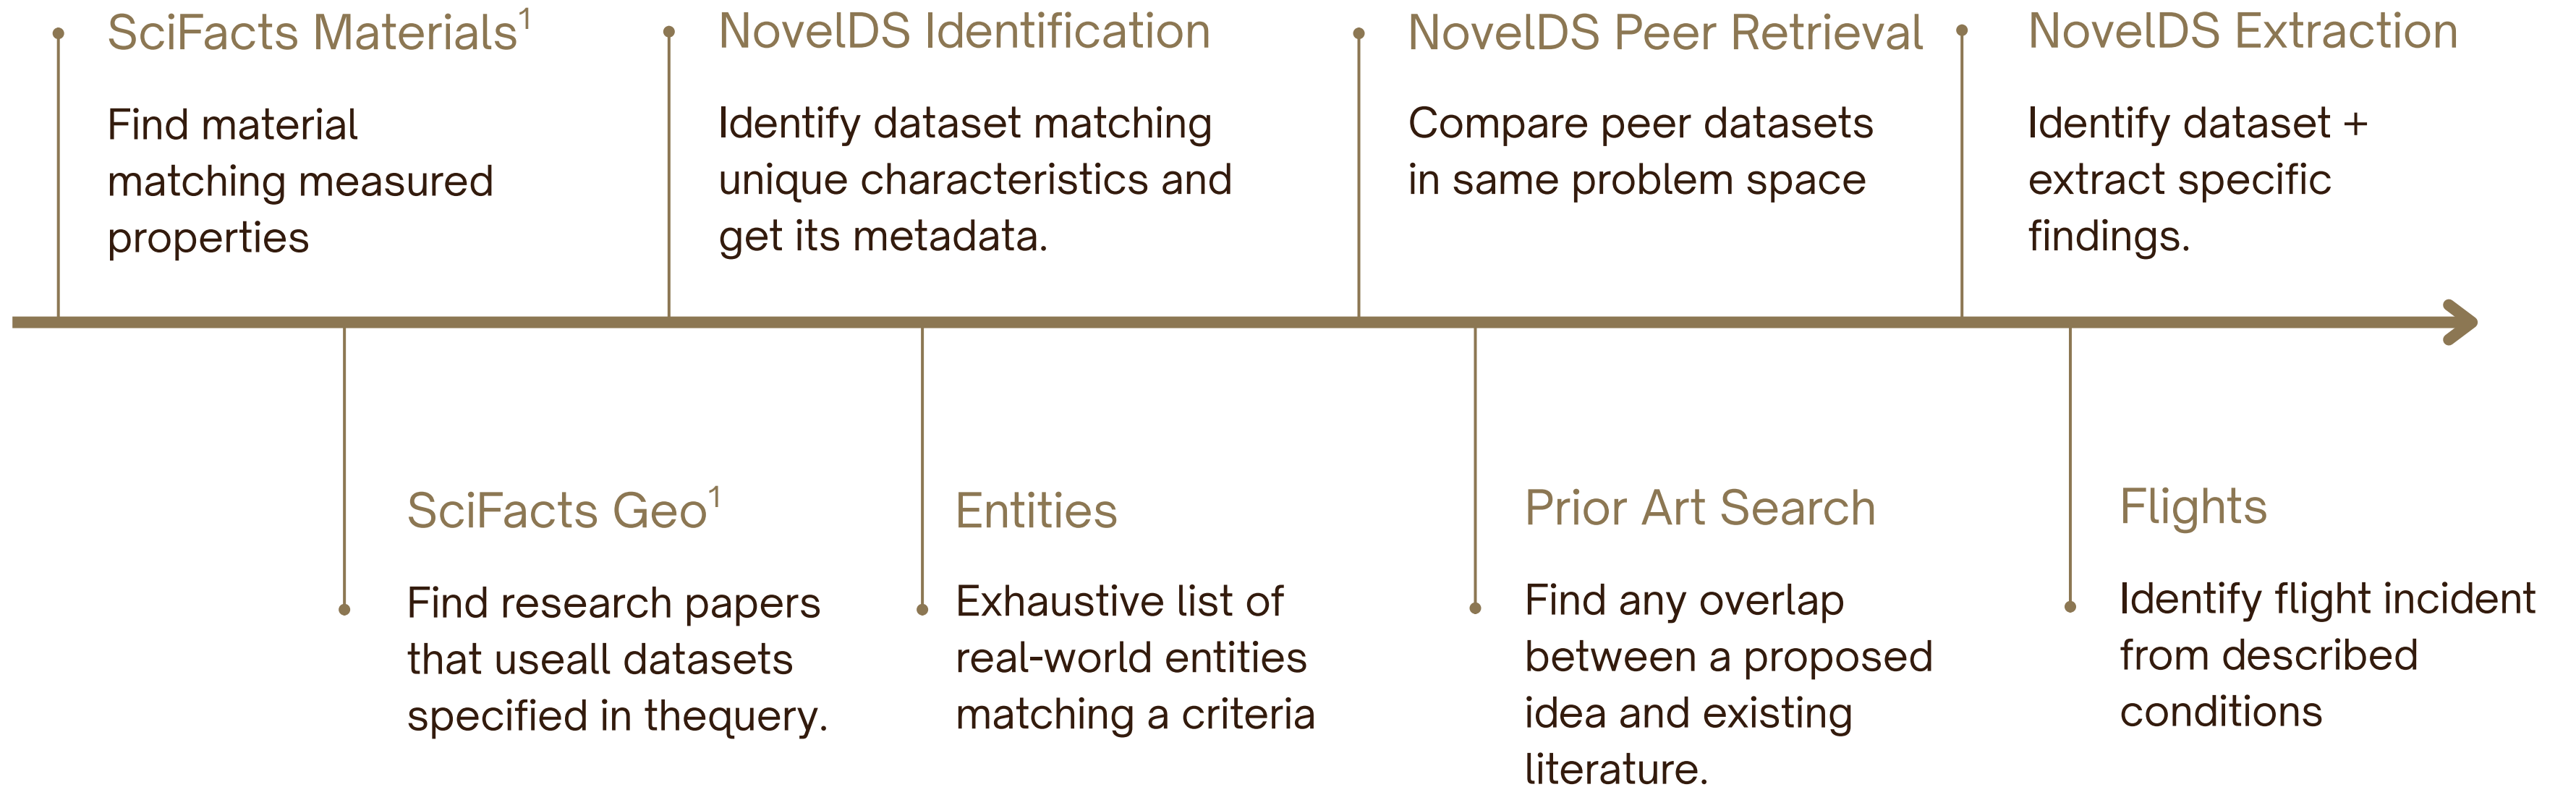 SciFacts Materials¹
Find material
matching measured
properties
NovelDS Identification
Identify dataset matching
unique characteristics and
get its metadata.
NovelDS Peer Retrieval
Compare peer datasets
in same problem space
NovelDS Extraction
Identify dataset +
extract specific
findings.
SciFacts Geo¹
Find research papers
that useall datasets
specified in thequery.
Entities
Exhaustive list of
real-world entities
matching a criteria
Prior Art Search
Find any overlap
between a proposed
idea and existing
literature.
Flights
Identify flight incident
from described
conditions